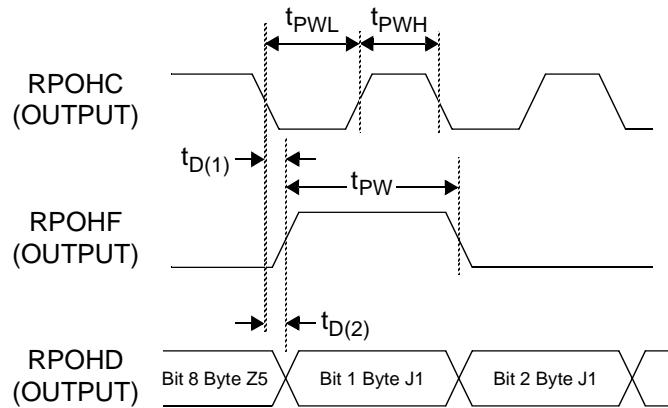 tPWL
tPWH
RPOHC
(OUTPUT)
tD(1)
tPW
RPOHF
(OUTPUT)
tD(2)
RPOHD
(OUTPUT)
Bit 8 Byte Z5
Bit 1 Byte J1
Bit 2 Byte J1